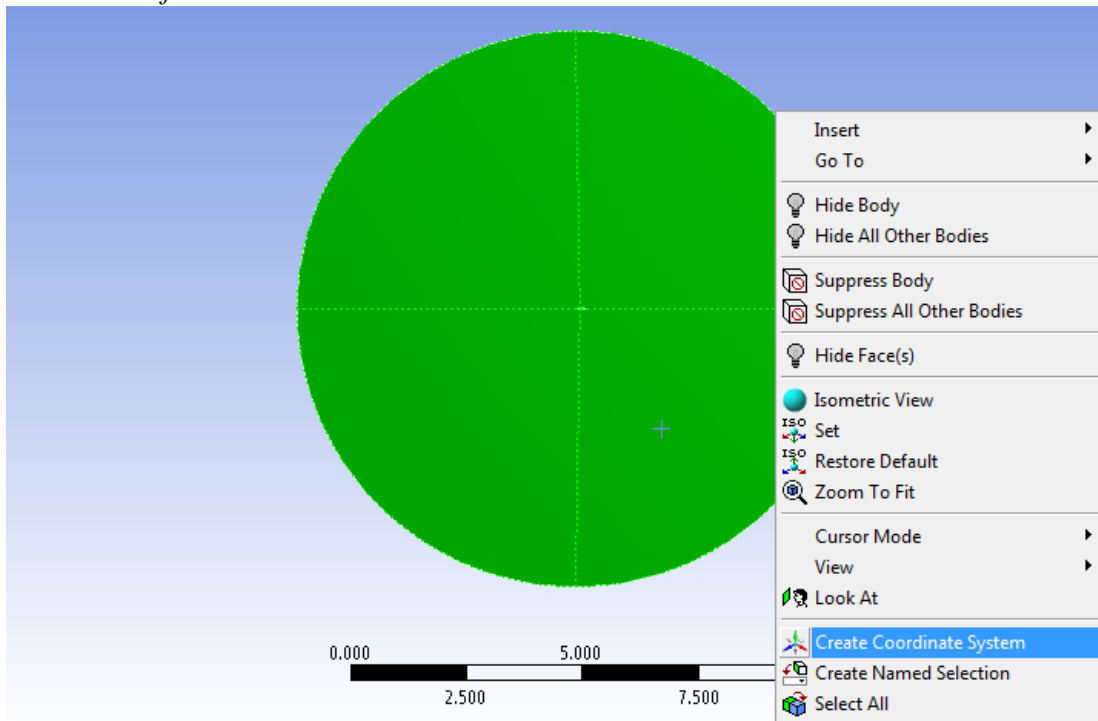 Insert
Go To
Hide Body
Hide All Other Bodies
Suppress Body
Suppress All Other Bodies
Hide Face(s)
Isometric View
ISO Set
ISO Restore Default
Zoom To Fit
Cursor Mode
View
Look At
Create Coordinate System
Create Named Selection
Select All
0.000 5.000
2.500 7.500